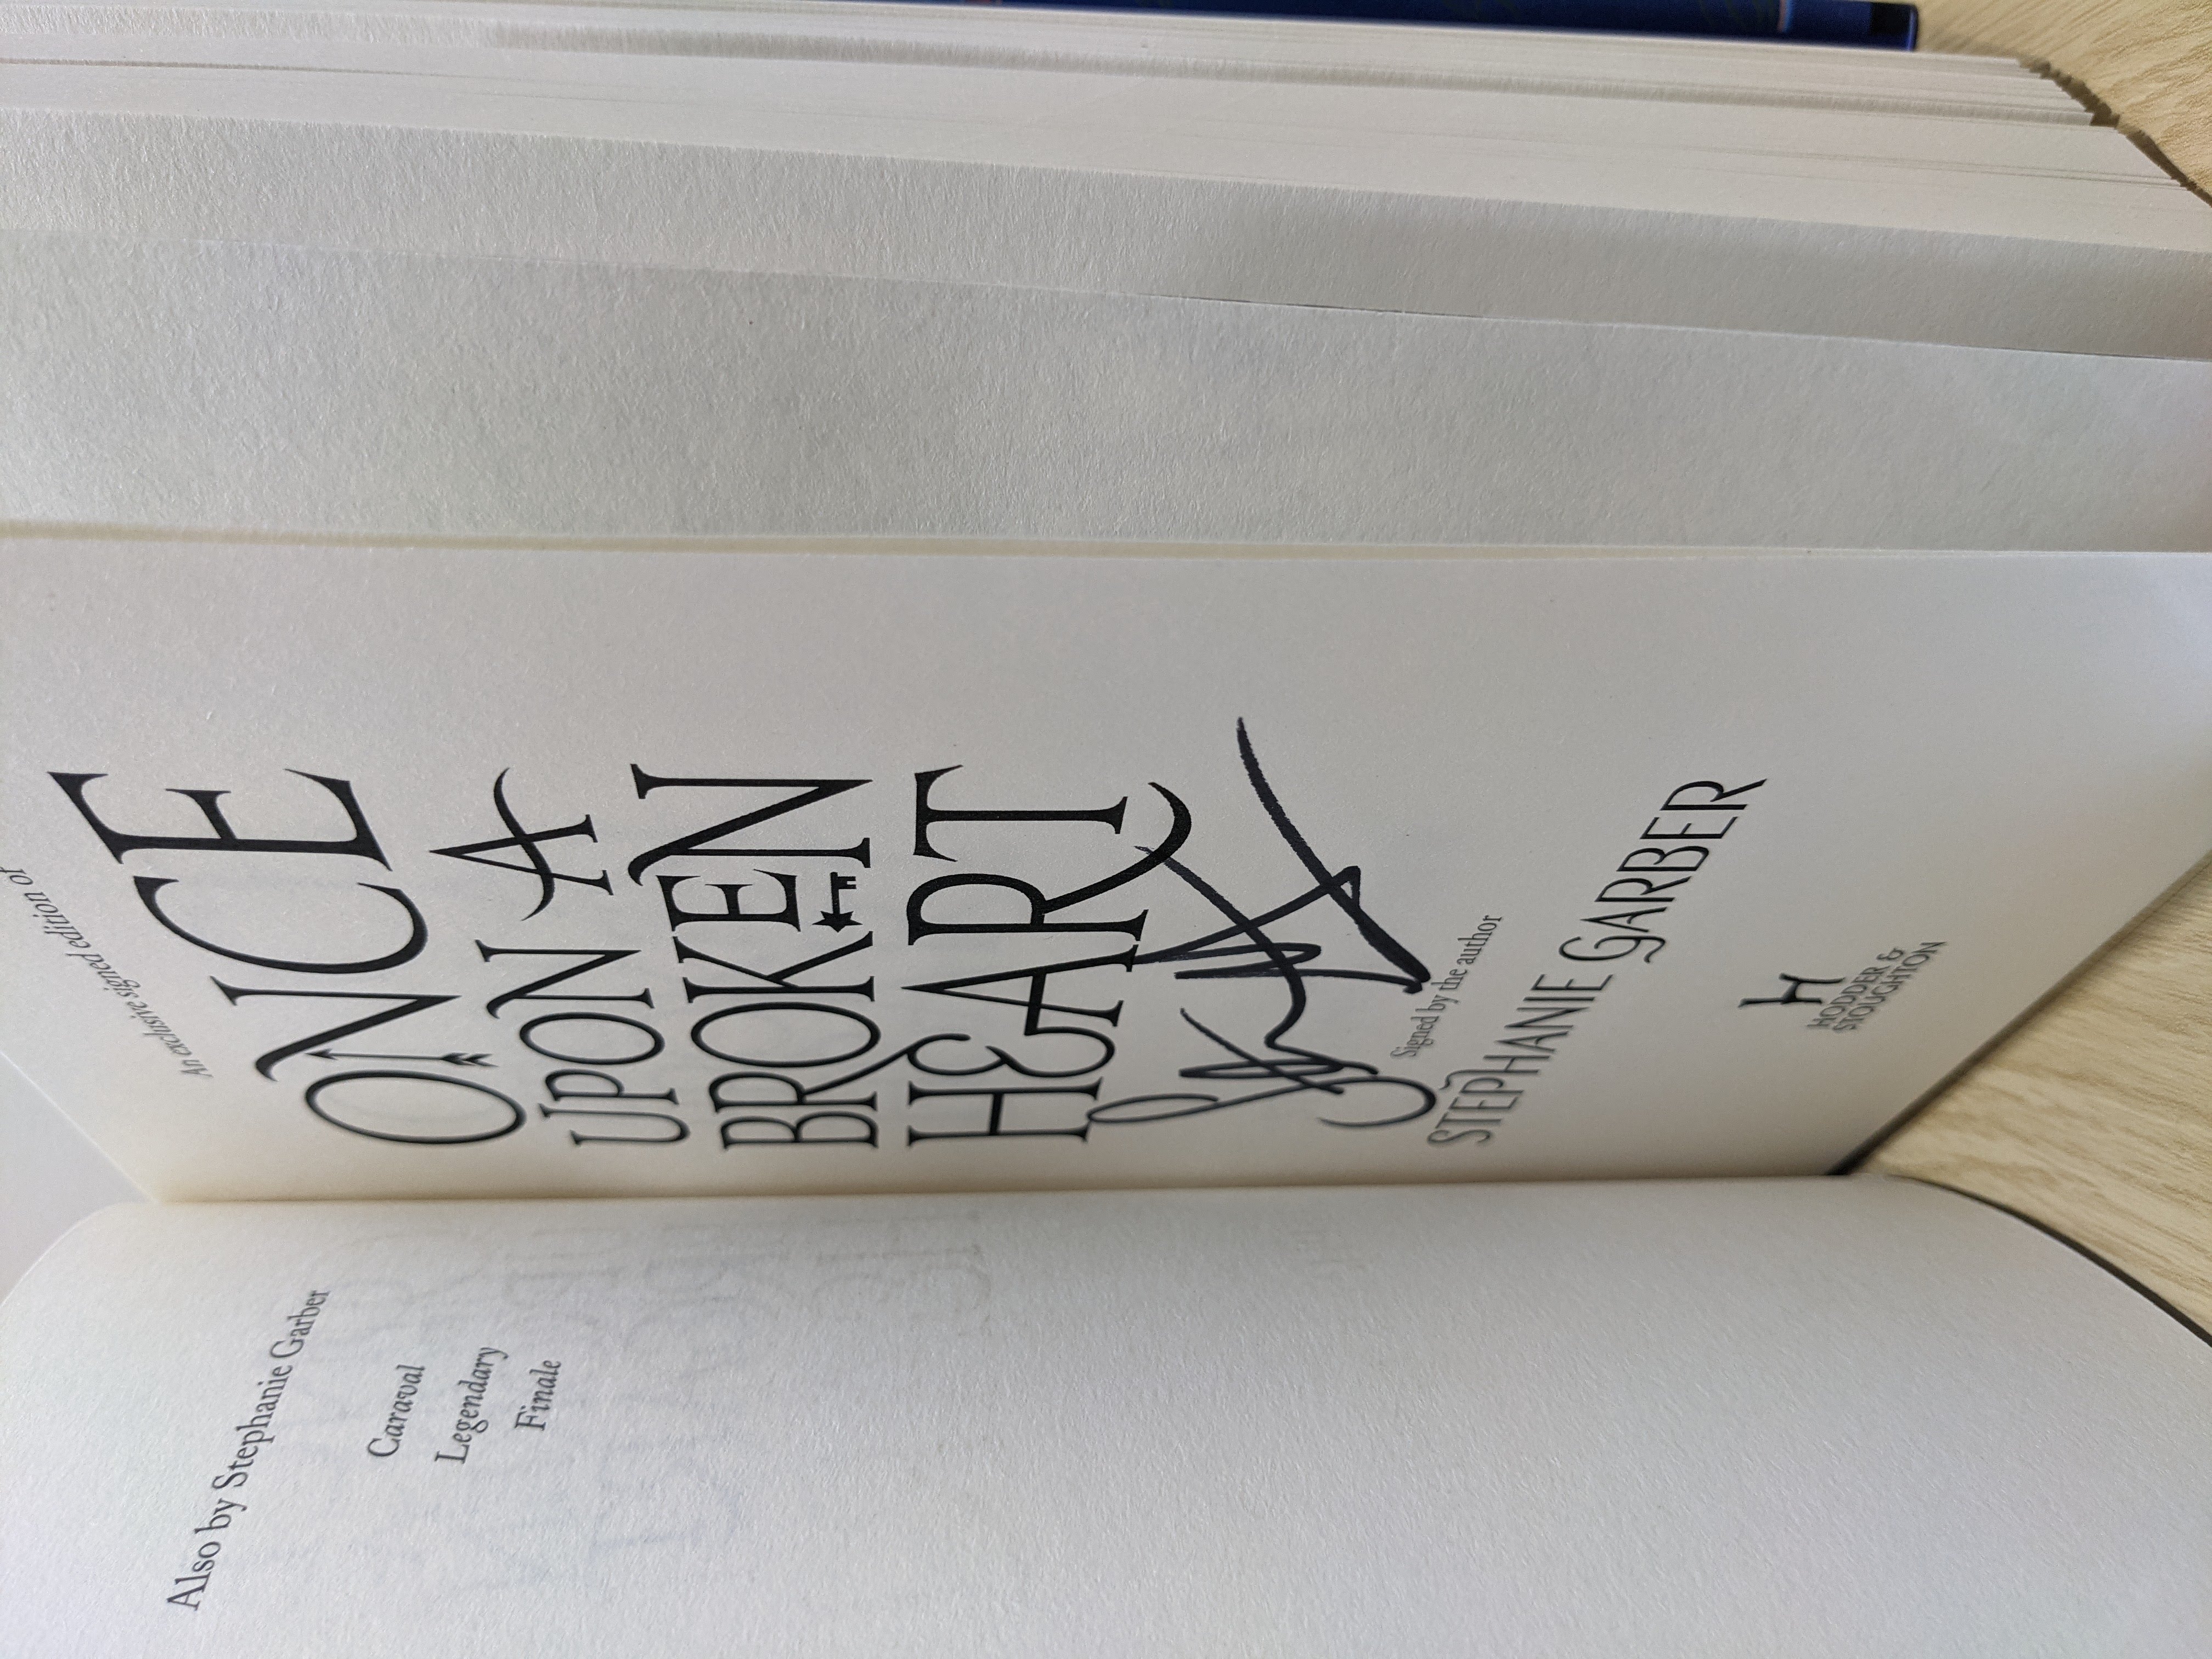 Also by Stephanie Garber
Caraval
Legendary
Finale
An exclusive signed edition of
ONCE
UPON A
BROKEN
HEART
Signed by the author
STEPHANIE GARBER
HODDER &
STOUGHTON